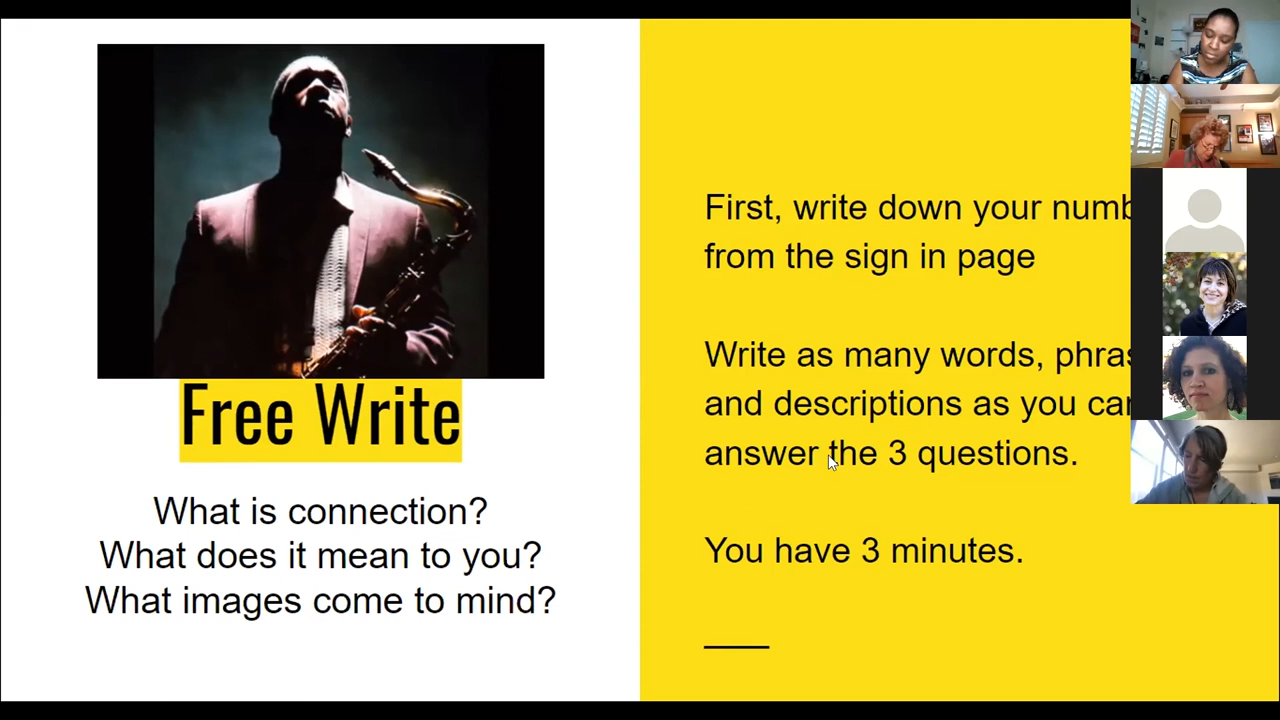 Free Write
What is connection?
What does it mean to you?
What images come to mind?
First, write down your
from the sign in page
Write as many words,
and descriptions as you
answer the 3 questions.
You have 3 minutes.